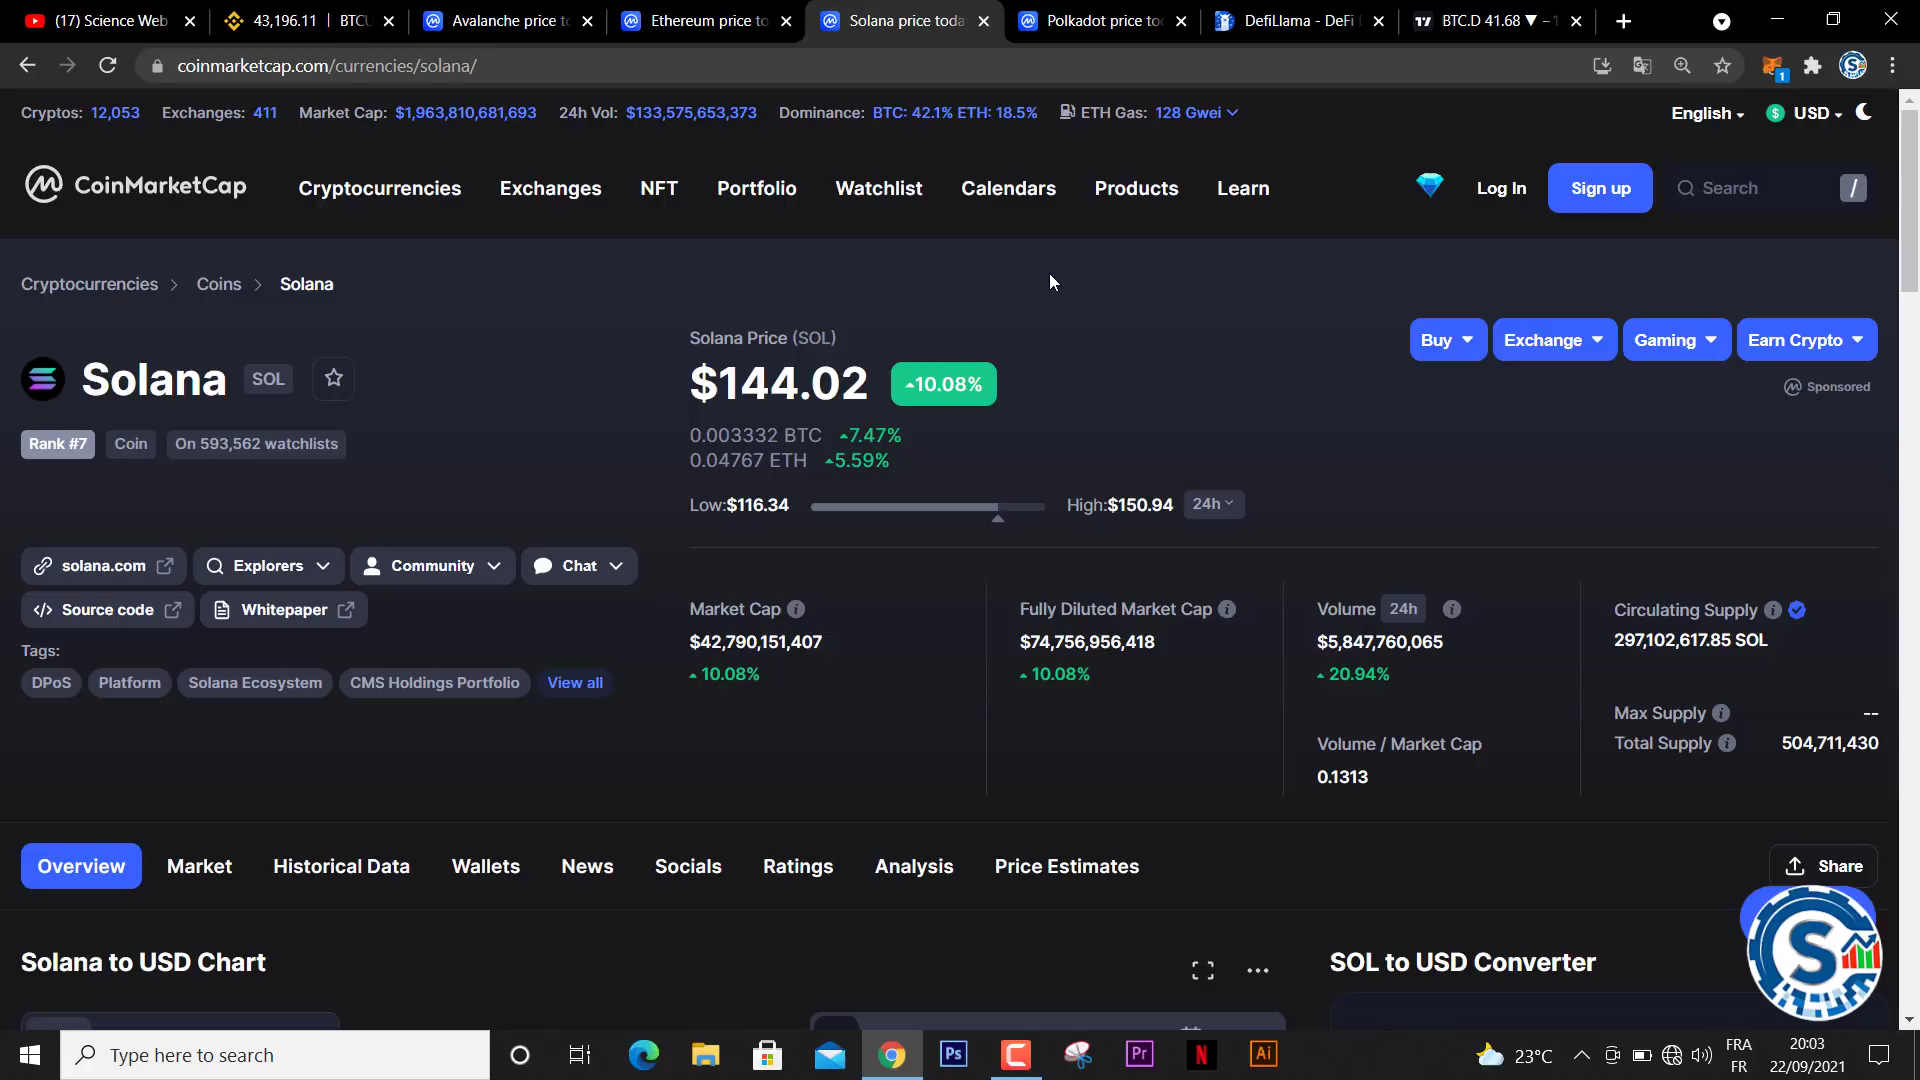 (17) Science Web
43,196.11 | BTCU
Avalanche price to
Ethereum price to
Solana price toda
Polkadot price to
DefiLlama - DeFi
BTC.D 41.68 ▼ −1
coinmarketcap.com/currencies/solana/
1
Cryptos: 12,053 Exchanges: 411 Market Cap: $1,963,810,681,693 24h Vol: $133,575,653,373 Dominance: BTC: 42.1% ETH: 18.5% ETH Gas: 128 Gwei
English
USD
CoinMarketCap
Cryptocurrencies Exchanges NFT Portfolio Watchlist Calendars Products Learn
Log In
Sign up
Search
/
Cryptocurrencies > Coins > Solana
Solana SOL
Rank #7
Coin
On 593,562 watchlists
solana.com
Explorers
Community
Chat
Source code
Whitepaper
Tags:
DPoS
Platform
Solana Ecosystem
CMS Holdings Portfolio
View all
Solana Price (SOL)
$144.02 10.08%
0.003332 BTC 7.47%
0.04767 ETH 5.59%
Low:$116.34 High:$150.94 24h
Buy
Exchange
Gaming
Earn Crypto
Sponsored
Market Cap
$42,790,151,407
10.08%
Fully Diluted Market Cap
$74,756,956,418
10.08%
Volume 24h
$5,847,760,065
20.94%
Volume / Market Cap
0.1313
Circulating Supply
297,102,617.85 SOL
Max Supply --
Total Supply 504,711,430
Overview Market Historical Data Wallets News Socials Ratings Analysis Price Estimates
Share
Solana to USD Chart
SOL to USD Converter
S
Type here to search
Ps
Pr
N
Ai
23°C
FRA
FR
20:03
22/09/2021